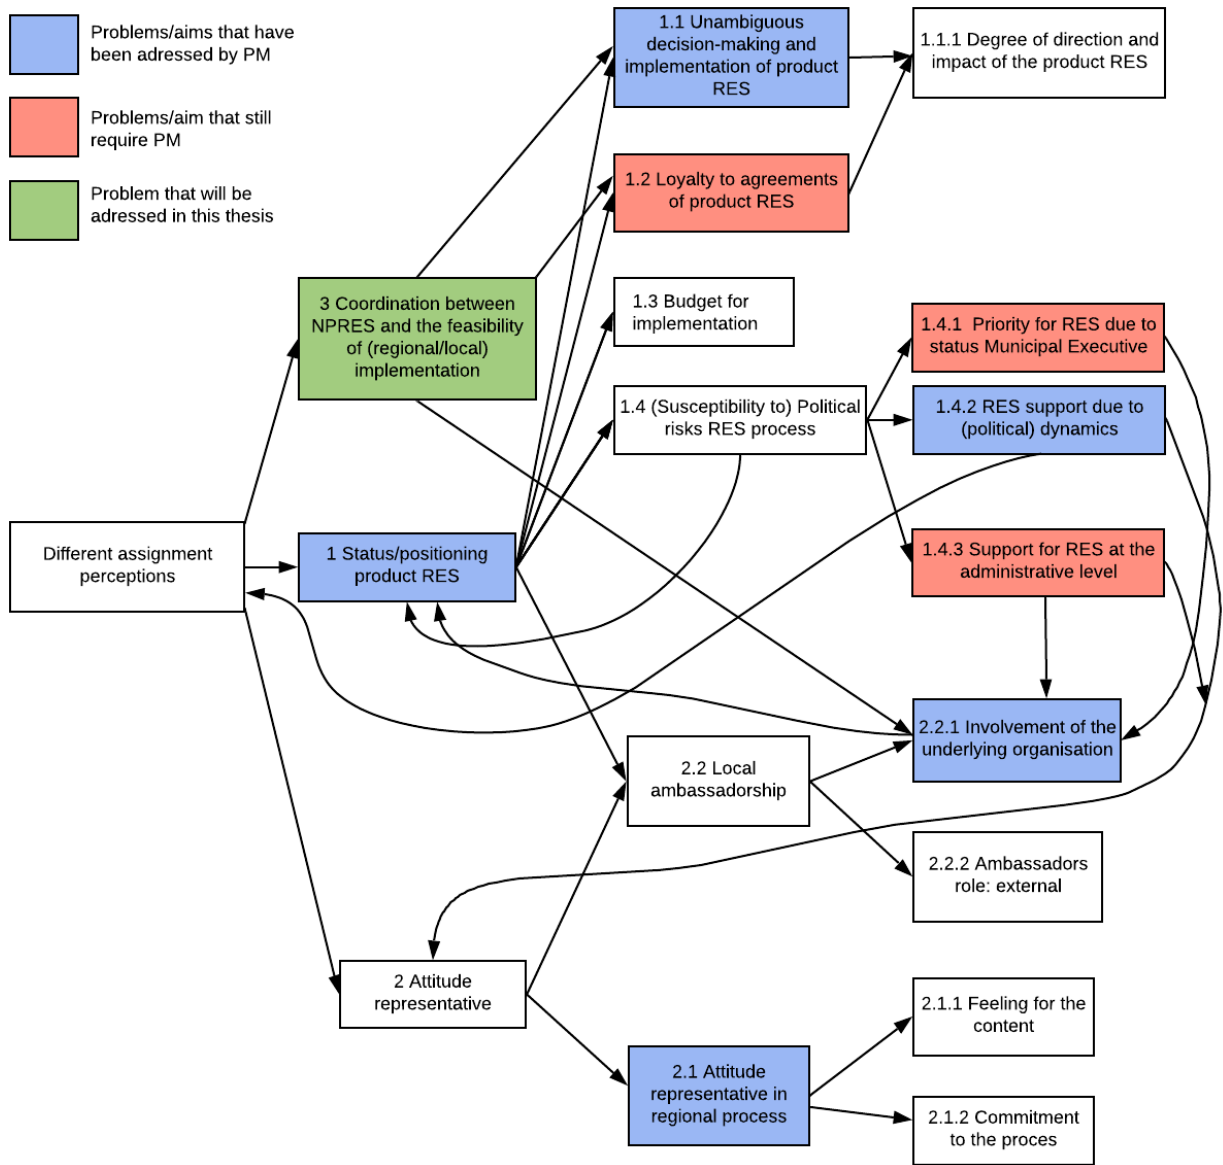 Problems/aims that have
been adressed by PM
Problems/aim that still
require PM
Problem that will be
adressed in this thesis
1.1 Unambiguous
decision-making and
implementation of product
RES
1.1.1 Degree of direction and
impact of the product RES
1.2 Loyalty to agreements
of product RES
3 Coordination between
NPRES and the feasibility
of (regional/local)
implementation
1.3 Budget for
implementation
1.4 (Susceptibility to) Political
risks RES process
1.4.1 Priority for RES due to
status Municipal Executive
1.4.2 RES support due to
(political) dynamics
Different assignment
perceptions
1 Status/positioning
product RES
1.4.3 Support for RES at the
administrative level
2.2.1 Involvement of the
underlying organisation
2.2 Local
ambassadorship
2.2.2 Ambassadors
role: external
2 Attitude
representative
2.1.1 Feeling for the
content
2.1 Attitude
representative in
regional process
2.1.2 Commitment
to the proces